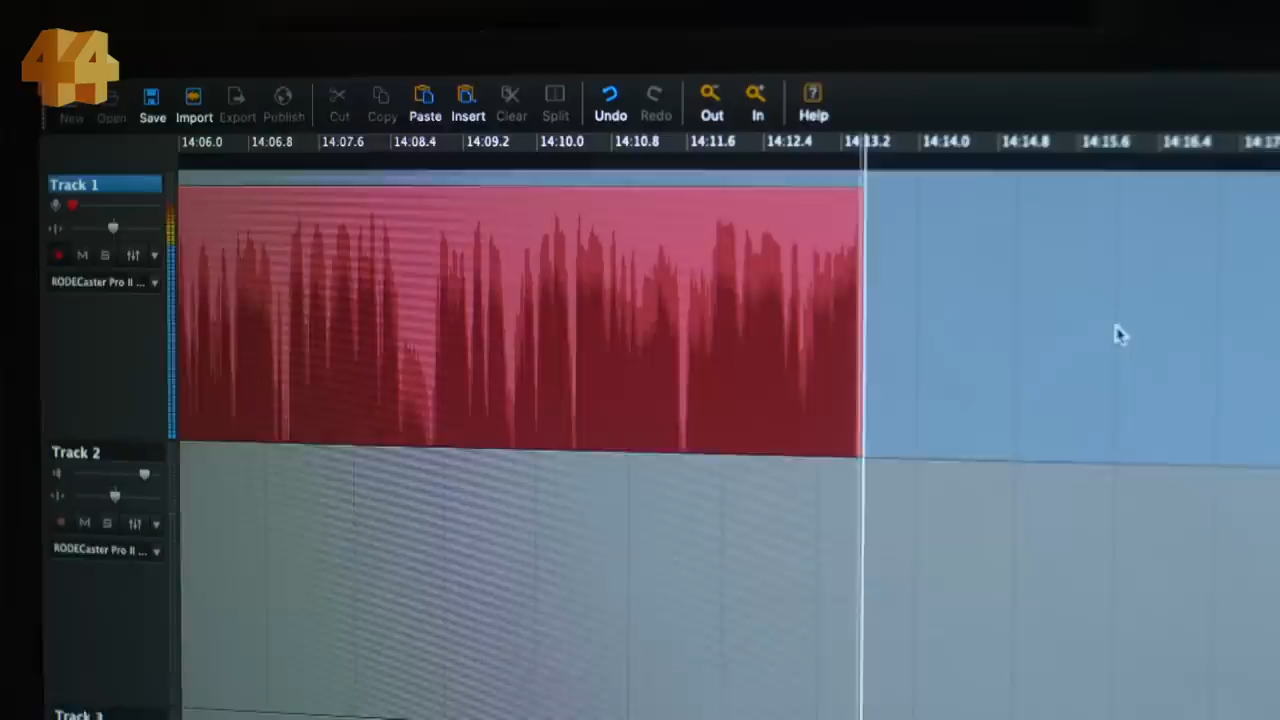 44
New Open Save Import Export Publish Cut Copy Paste Insert Clear Split Undo Redo Out In Help
14:06.0 14:06.8 14:07.6 14:08.4 14:09.2 14:10.0 14:10.8 14:11.6 14:12.4 14:13.2 14:14.0 14:14.8 14:15.6 14:16.4 14:17
Track 1
M S
RODECaster Pro II ...
Track 2
M S
RODECaster Pro II ...
Track 3